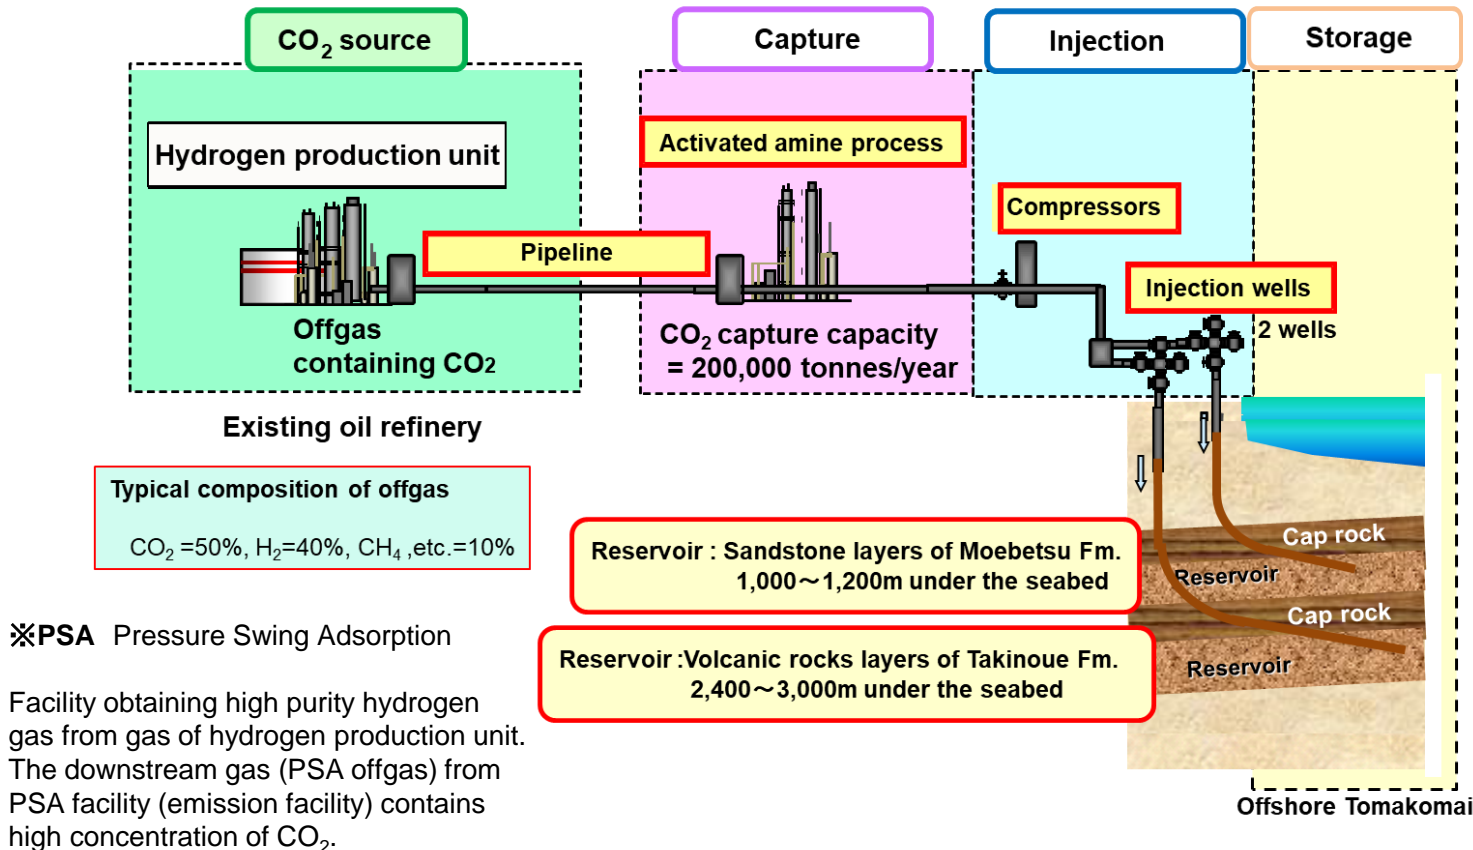 CO₂ source
Capture
Injection
Storage
Hydrogen production unit
Activated amine process
Compressors
Pipeline
Injection wells
2 wells
Offgas
containing CO2
CO₂ capture capacity
= 200,000 tonnes/year
Existing oil refinery
Typical composition of offgas
CO₂ =50%, H₂=40%, CH₄ ,etc.=10%
Reservoir : Sandstone layers of Moebetsu Fm.
1,000～1,200m under the seabed
Cap rock
Reservoir
Cap rock
Reservoir
Reservoir :Volcanic rocks layers of Takinoue Fm.
2,400～3,000m under the seabed
Offshore Tomakomai
※PSA Pressure Swing Adsorption
Facility obtaining high purity hydrogen
gas from gas of hydrogen production unit.
The downstream gas (PSA offgas) from
PSA facility (emission facility) contains
high concentration of CO₂.